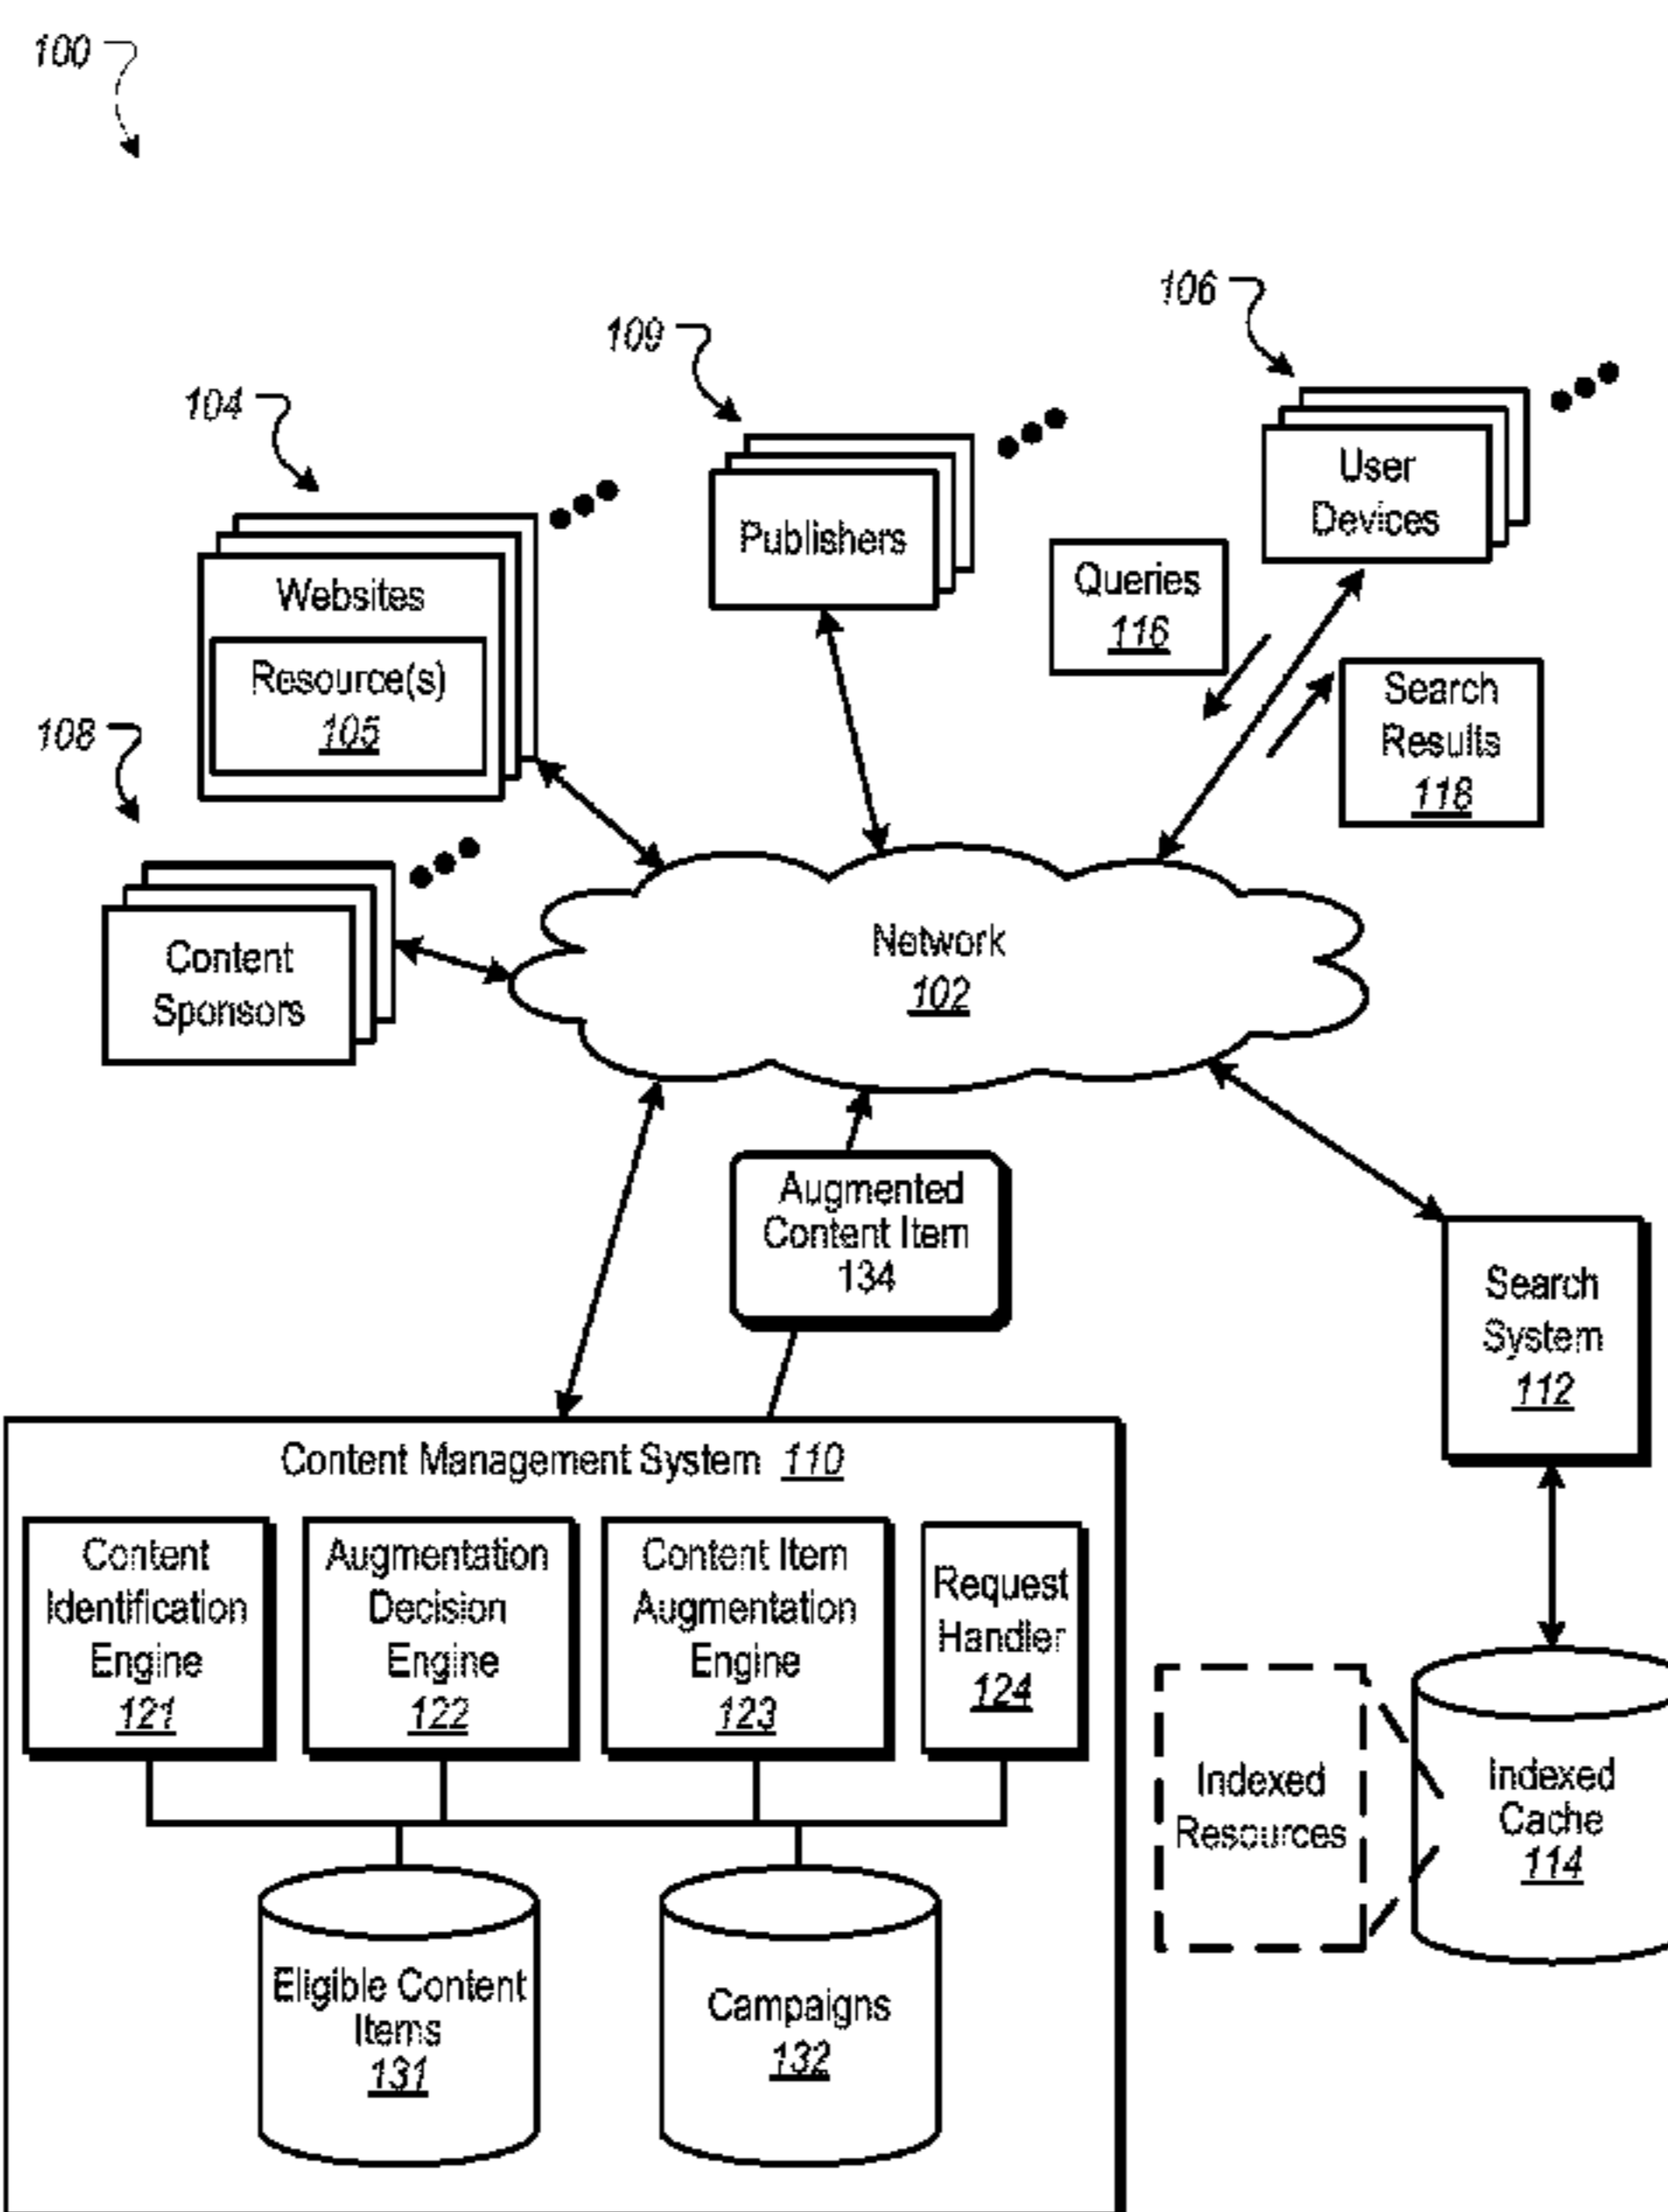 100
106
109
104
User
Devices
Publishers
Queries
116
Websites
Resource(s)
105
Search
Results
118
108
Content
Sponsors
Network
102
Augmented
Content Item
134
Search
System
112
Content Management System 110
Content
Identification
Engine
121
Augmentation
Decision
Engine
122
Content Item
Augmentation
Engine
123
Request
Handler
124
Indexed
Resources
Indexed
Cache
114
Eligible Content
Items
131
Campaigns
132